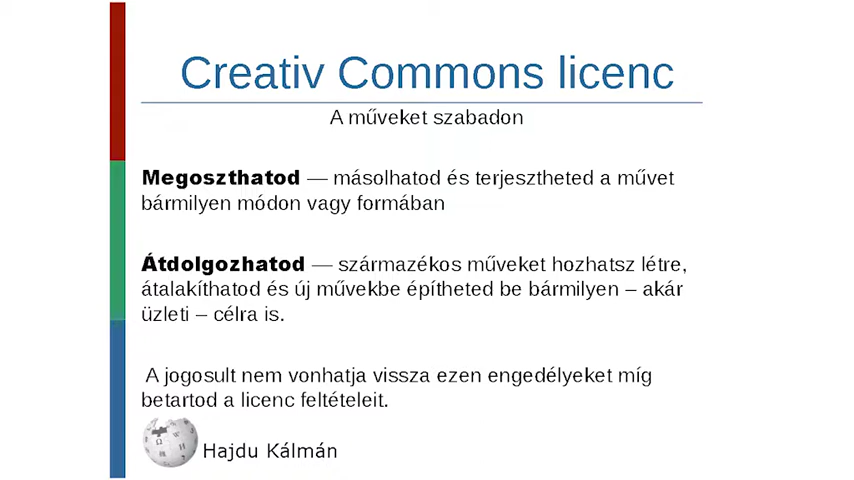 Creativ Commons licenc
A műveket szabadon
Megoszthatod — másolhatod és terjesztheted a művet
bármilyen módon vagy formában
Átdolgozhatod — származékos műveket hozhatsz létre,
átalakíthatod és új művekbe építheted be bármilyen – akár
üzleti – célra is.
A jogosult nem vonhatja vissza ezen engedélyeket míg
betartod a licenc feltételeit.
Hajdu Kálmán